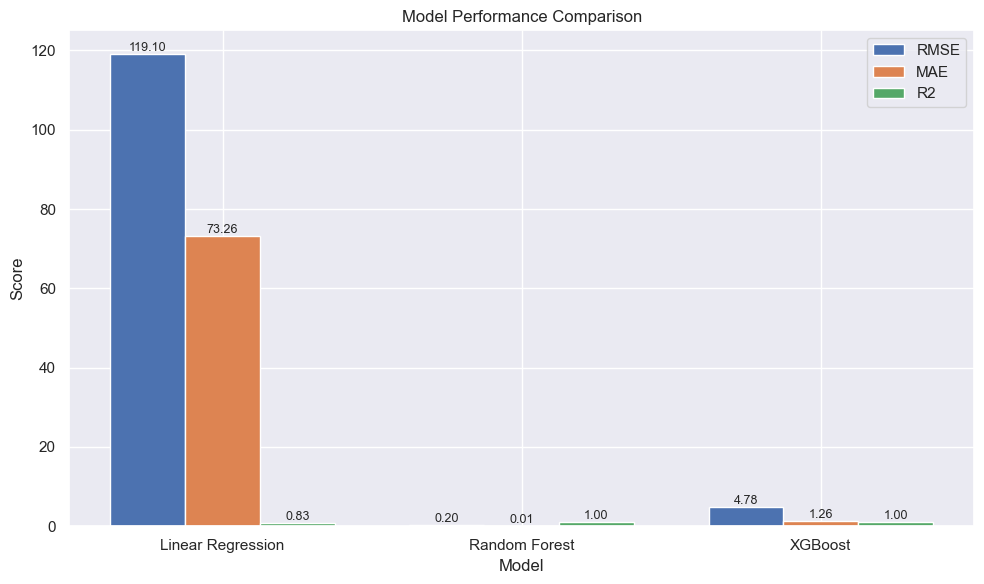 Model Performance Comparison
RMSE
MAE
R2
120
100
80
60
40
20
0
Score
119.10
73.26
0.83
0.20
0.01
1.00
4.78
1.26
1.00
Linear Regression
Random Forest
XGBoost
Model